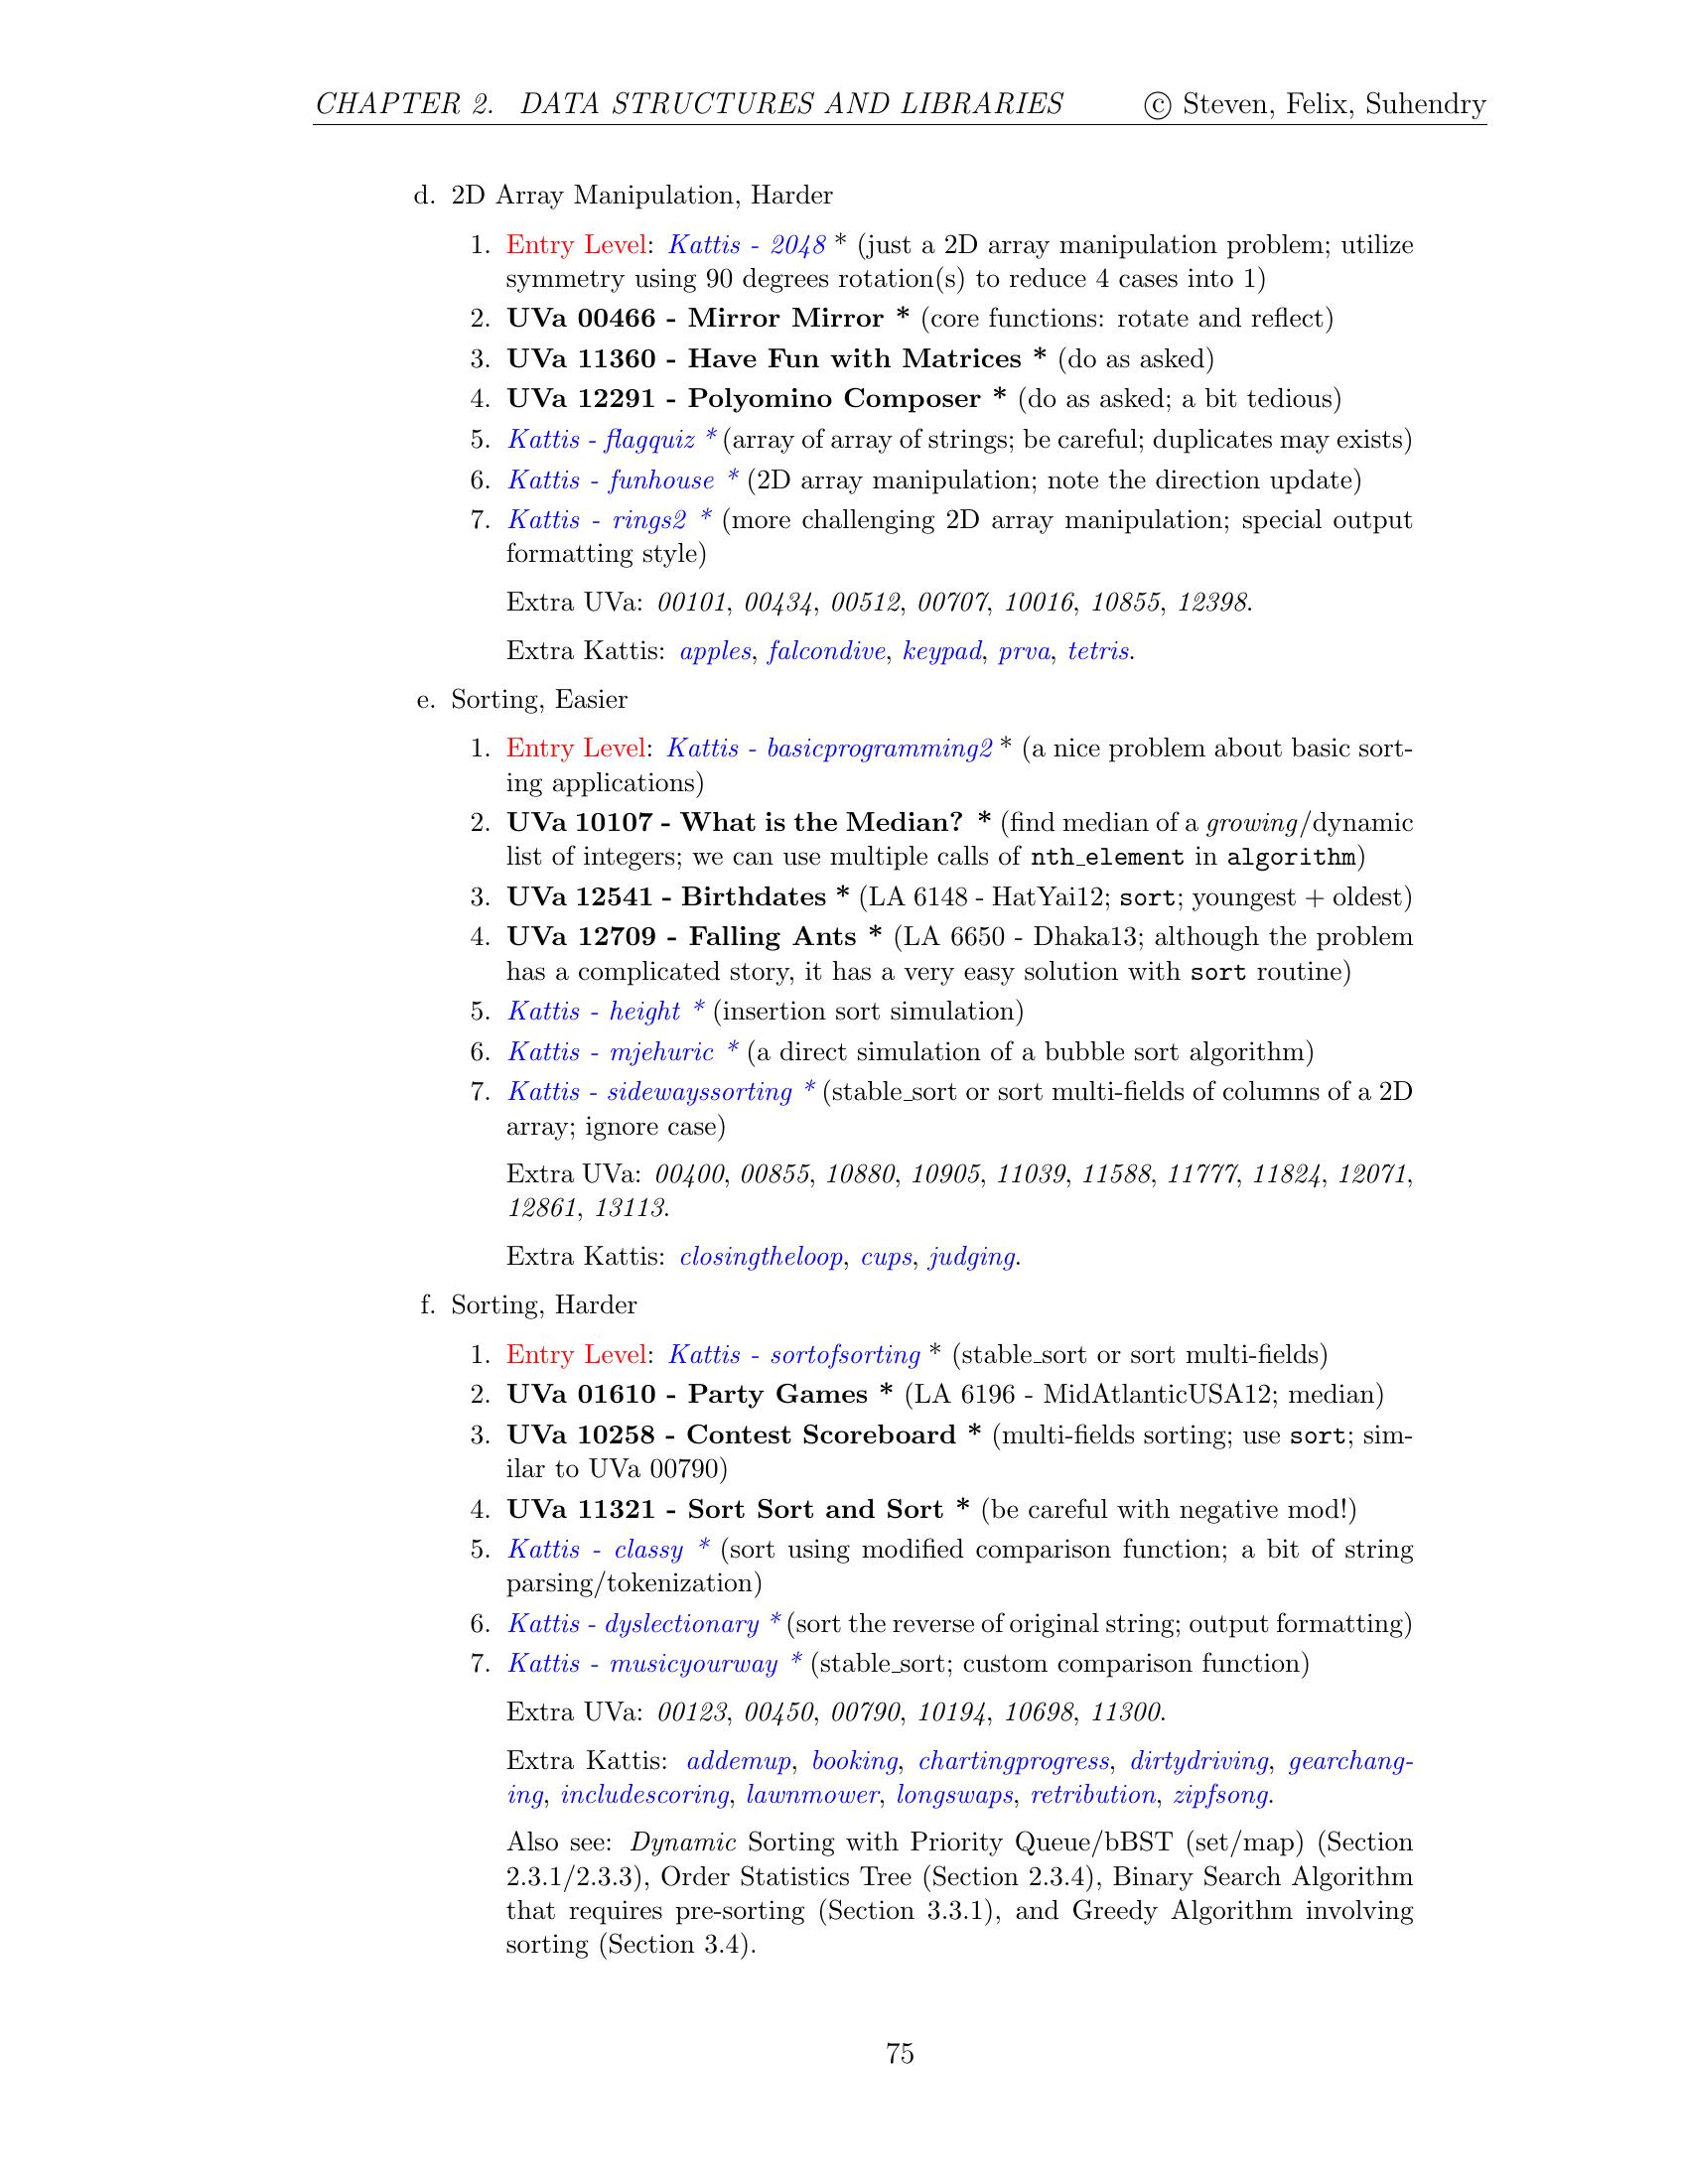 CHAPTER 2. DATA STRUCTURES AND LIBRARIES © Steven, Felix, Suhendry
d. 2D Array Manipulation, Harder
1. Entry Level: Kattis - 2048 * (just a 2D array manipulation problem; utilize
symmetry using 90 degrees rotation(s) to reduce 4 cases into 1)
2. UVa 00466 - Mirror Mirror * (core functions: rotate and reflect)
3. UVa 11360 - Have Fun with Matrices * (do as asked)
4. UVa 12291 - Polyomino Composer * (do as asked; a bit tedious)
5. Kattis - flagquiz * (array of array of strings; be careful; duplicates may exists)
6. Kattis - funhouse * (2D array manipulation; note the direction update)
7. Kattis - rings2 * (more challenging 2D array manipulation; special output
formatting style)
Extra UVa: 00101, 00434, 00512, 00707, 10016, 10855, 12398.
Extra Kattis: apples, falcondive, keypad, prva, tetris.
e. Sorting, Easier
1. Entry Level: Kattis - basicprogramming2 * (a nice problem about basic sort-
ing applications)
2. UVa 10107 - What is the Median? * (find median of a growing/dynamic
list of integers; we can use multiple calls of nth_element in algorithm)
3. UVa 12541 - Birthdates * (LA 6148 - HatYai12; sort; youngest + oldest)
4. UVa 12709 - Falling Ants * (LA 6650 - Dhaka13; although the problem
has a complicated story, it has a very easy solution with sort routine)
5. Kattis - height * (insertion sort simulation)
6. Kattis - mjehuric * (a direct simulation of a bubble sort algorithm)
7. Kattis - sidewayssorting * (stable_sort or sort multi-fields of columns of a 2D
array; ignore case)
Extra UVa: 00400, 00855, 10880, 10905, 11039, 11588, 11777, 11824, 12071,
12861, 13113.
Extra Kattis: closingtheloop, cups, judging.
f. Sorting, Harder
1. Entry Level: Kattis - sortofsorting * (stable_sort or sort multi-fields)
2. UVa 01610 - Party Games * (LA 6196 - MidAtlanticUSA12; median)
3. UVa 10258 - Contest Scoreboard * (multi-fields sorting; use sort; sim-
ilar to UVa 00790)
4. UVa 11321 - Sort Sort and Sort * (be careful with negative mod!)
5. Kattis - classy * (sort using modified comparison function; a bit of string
parsing/tokenization)
6. Kattis - dyslectionary * (sort the reverse of original string; output formatting)
7. Kattis - musicyourway * (stable_sort; custom comparison function)
Extra UVa: 00123, 00450, 00790, 10194, 10698, 11300.
Extra Kattis: addemup, booking, chartingprogress, dirtydriving, gearchang-
ing, includescoring, lawnmower, longswaps, retribution, zipfsong.
Also see: Dynamic Sorting with Priority Queue/bBST (set/map) (Section
2.3.1/2.3.3), Order Statistics Tree (Section 2.3.4), Binary Search Algorithm
that requires pre-sorting (Section 3.3.1), and Greedy Algorithm involving
sorting (Section 3.4).
75